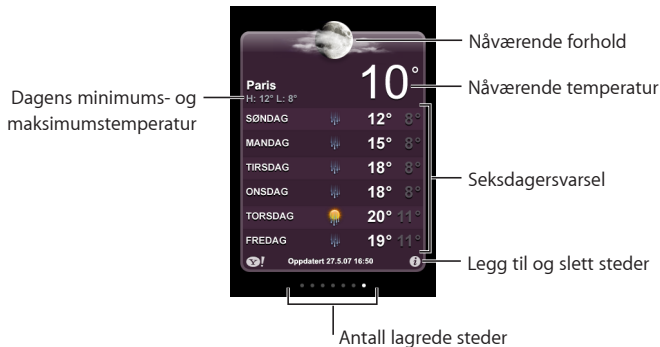 Nåværende forhold
10°
Nåværende temperatur
Paris
H: 12° L: 8°
Dagens minimums- og
maksimumstemperatur
SØNDAG 12° 8°
MANDAG 15° 8°
TIRSDAG 18° 8°
ONSDAG 18° 8°
TORSDAG 20° 11°
FREDAG 19° 11°
Seksdagersvarsel
Y! Oppdatert 27.5.07 16:50 i
Legg til og slett steder
Antall lagrede steder